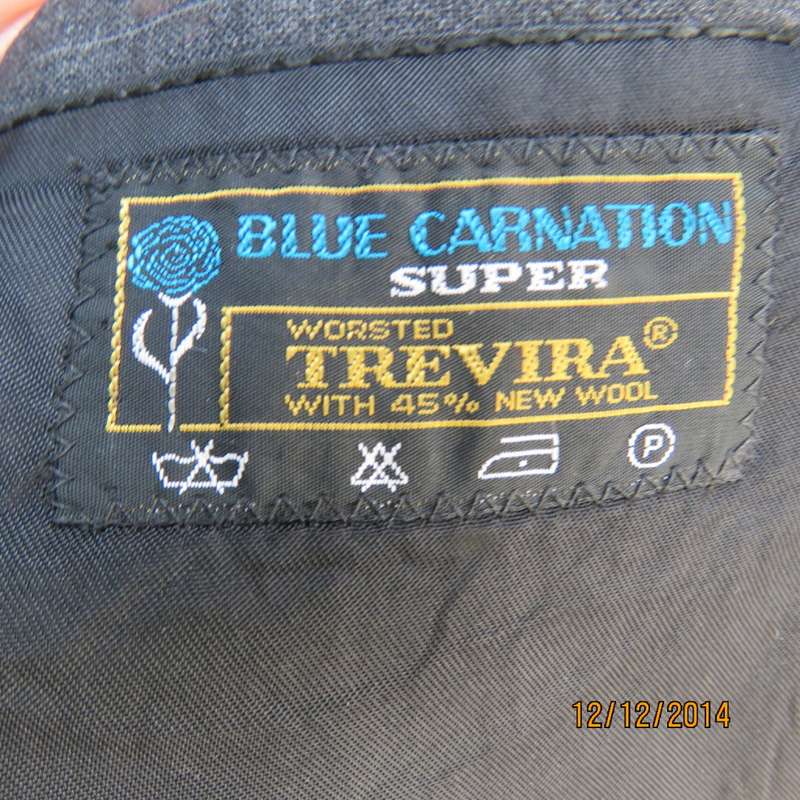 BLUE CARNATION
SUPER
WORSTED
TREVIRA®
WITH 45% NEW WOOL
P
12/12/2014